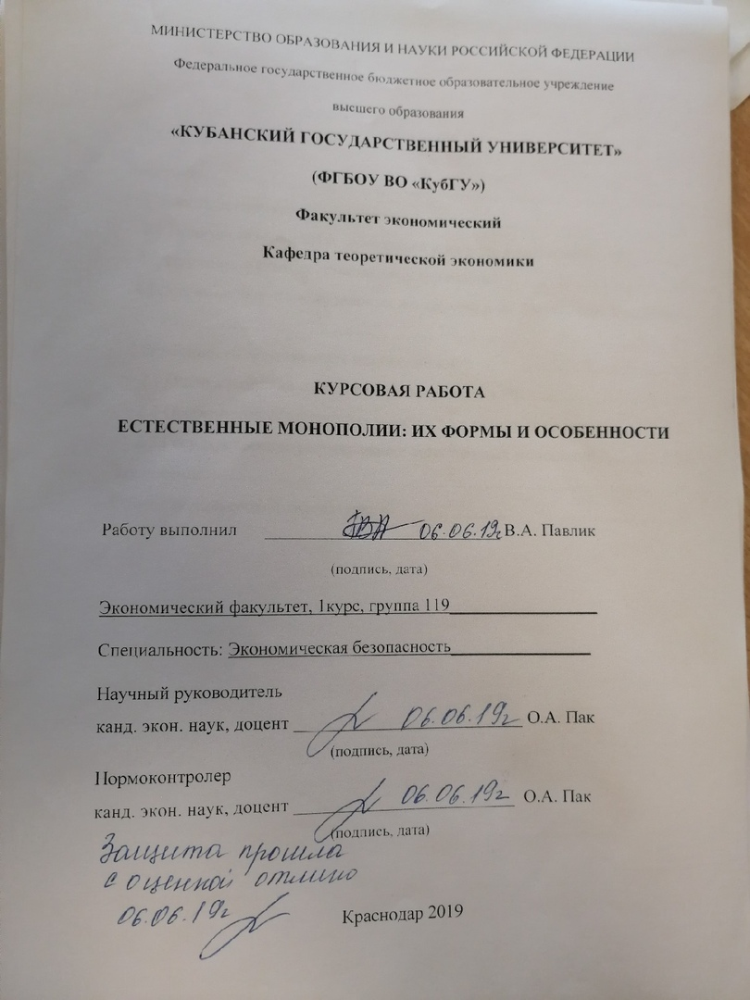 МИНИСТЕРСТВО ОБРАЗОВАНИЯ И НАУКИ РОССИЙСКОЙ ФЕДЕРАЦИИ
Федеральное государственное бюджетное образовательное учреждение
высшего образования
«КУБАНСКИЙ ГОСУДАРСТВЕННЫЙ УНИВЕРСИТЕТ»
(ФГБОУ ВО «КубГУ»)
Факультет экономический
Кафедра теоретической экономики
КУРСОВАЯ РАБОТА
ЕСТЕСТВЕННЫЕ МОНОПОЛИИ: ИХ ФОРМЫ И ОСОБЕННОСТИ
Работу выполнил 06.06.19г В.А. Павлик
(подпись, дата)
Экономический факультет, 1курс, группа 119
Специальность: Экономическая безопасность
Научный руководитель
канд. экон. наук, доцент 06.06.19г О.А. Пак
(подпись, дата)
Нормоконтролер
канд. экон. наук, доцент 06.06.19г О.А. Пак
(подпись, дата)
Защита прошла
с оценкой отлично
06.06.19г
Краснодар 2019